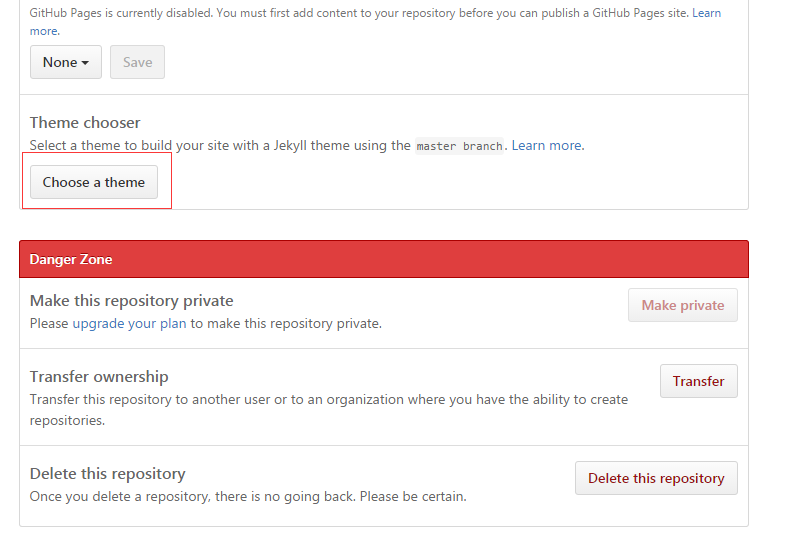 GitHub Pages is currently disabled. You must first add content to your repository before you can publish a GitHub Pages site. Learn
more.
None Save
Theme chooser
Select a theme to build your site with a Jekyll theme using the master branch. Learn more.
Choose a theme
Danger Zone
Make this repository private
Please upgrade your plan to make this repository private.
Make private
Transfer ownership
Transfer this repository to another user or to an organization where you have the ability to create
repositories.
Transfer
Delete this repository
Once you delete a repository, there is no going back. Please be certain.
Delete this repository